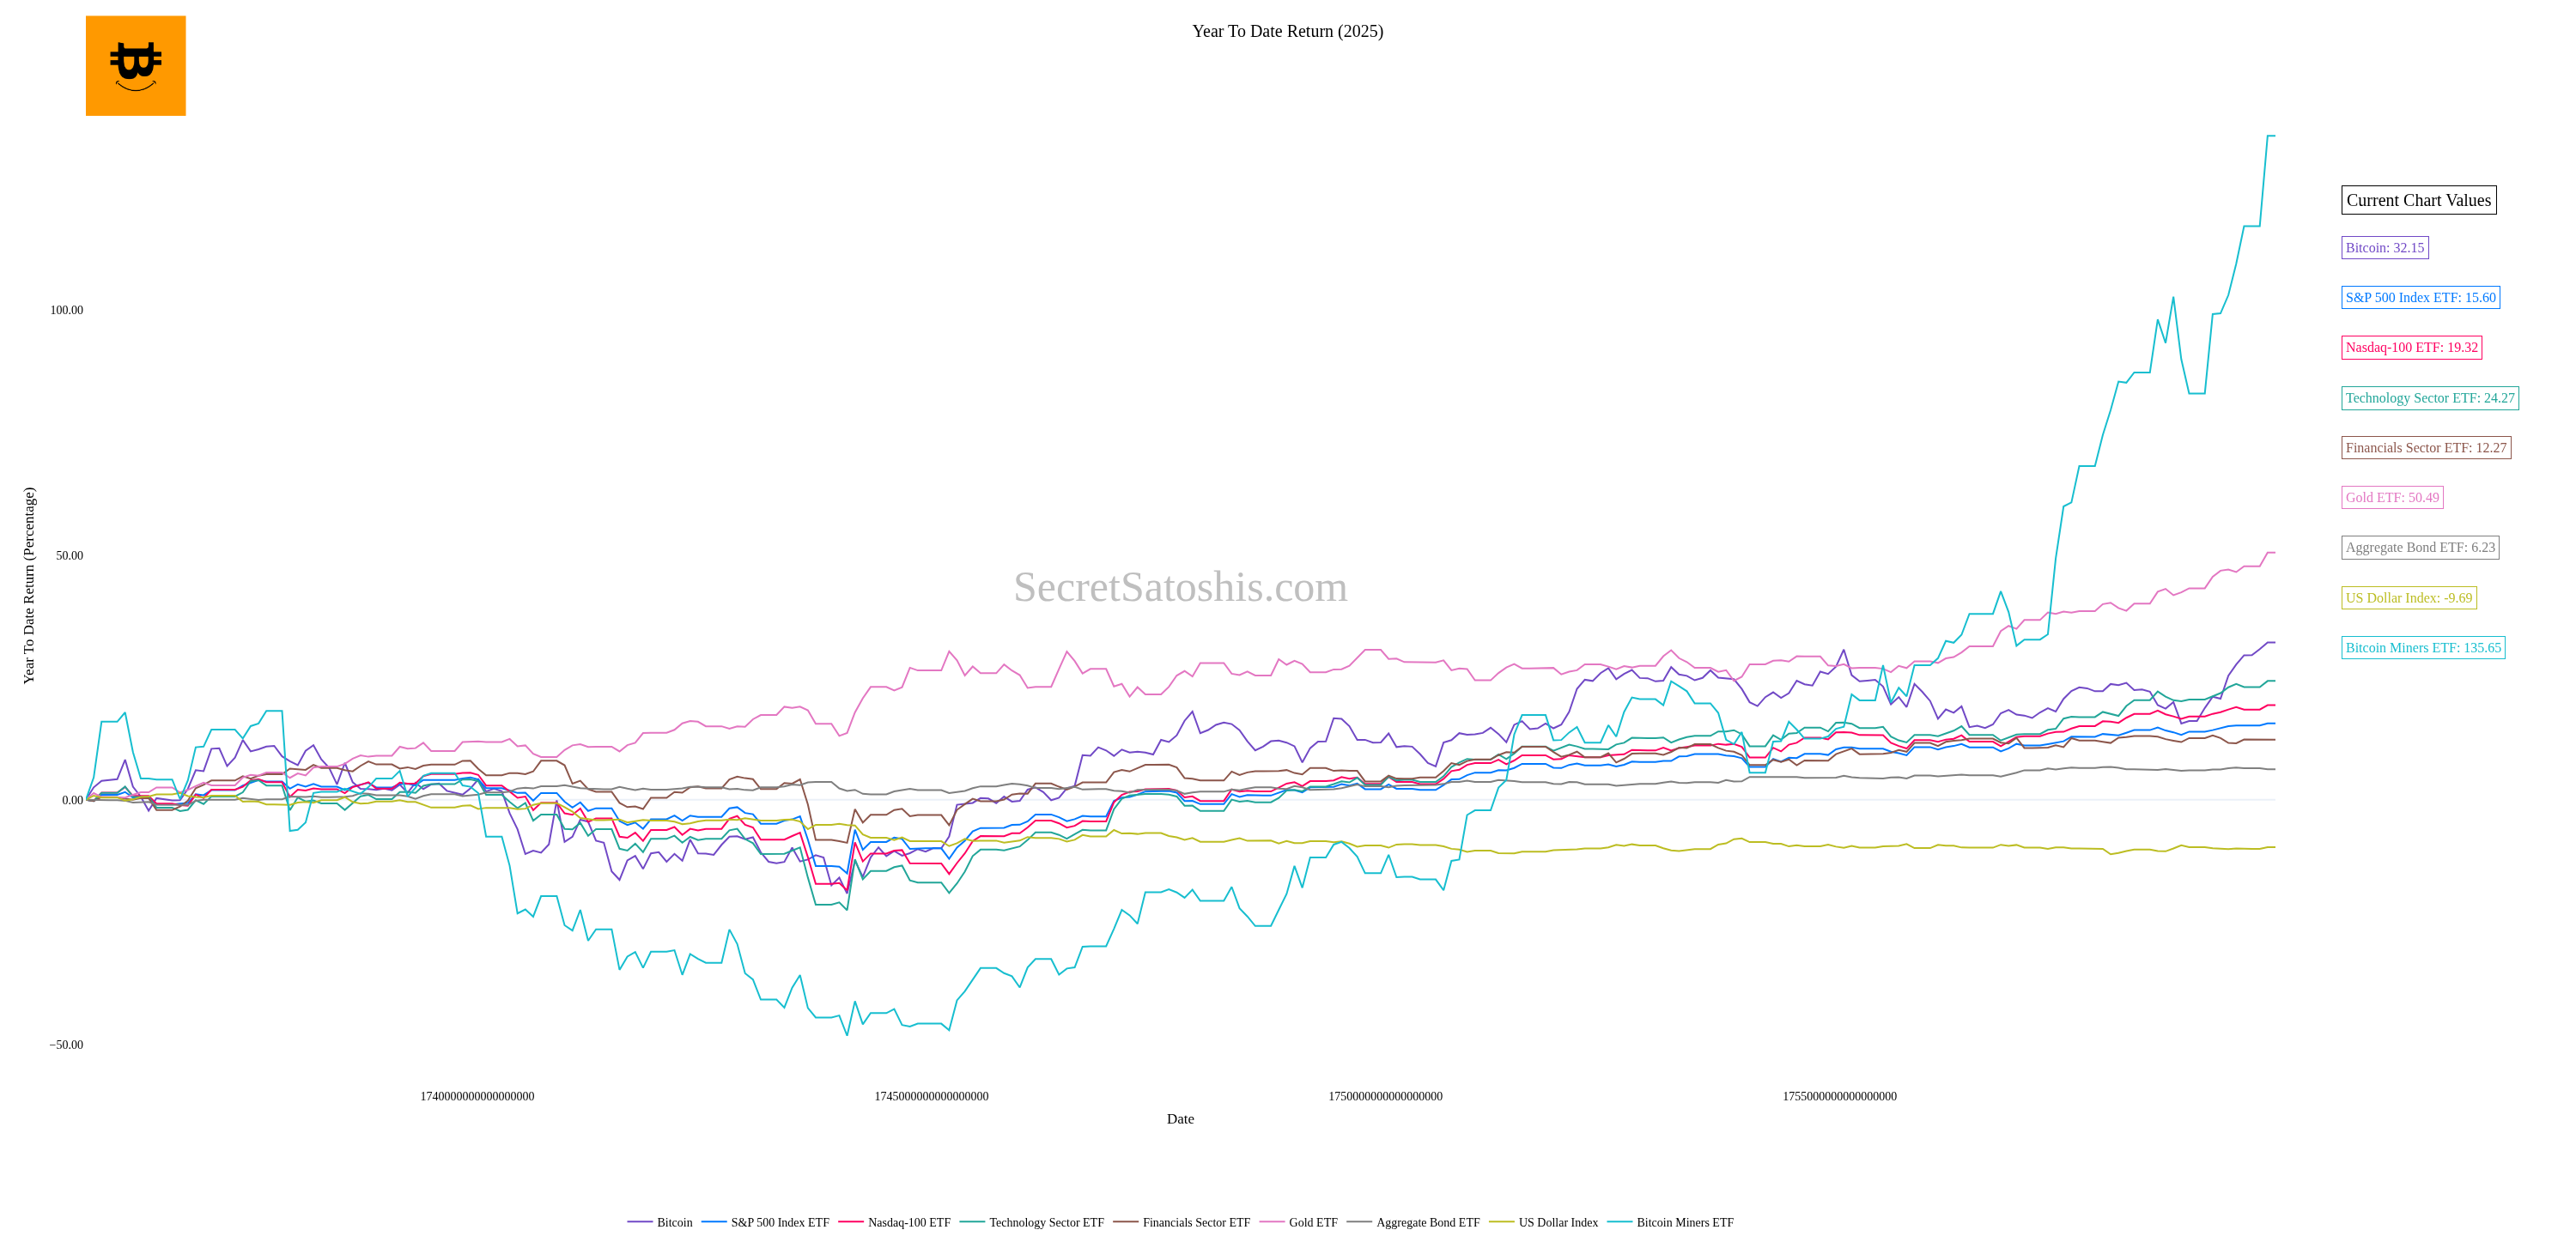 Year To Date Return (2025)
Current Chart Values
Bitcoin: 32.15
S&P 500 Index ETF: 15.60
Nasdaq-100 ETF: 19.32
Technology Sector ETF: 24.27
Financials Sector ETF: 12.27
Gold ETF: 50.49
Aggregate Bond ETF: 6.23
US Dollar Index: -9.69
Bitcoin Miners ETF: 135.65
Year To Date Return (Percentage)
100.00
50.00
0.00
−50.00
SecretSatoshis.com
1740000000000000000 1745000000000000000 1750000000000000000 1755000000000000000
Date
Bitcoin S&P 500 Index ETF Nasdaq-100 ETF Technology Sector ETF Financials Sector ETF Gold ETF Aggregate Bond ETF US Dollar Index Bitcoin Miners ETF